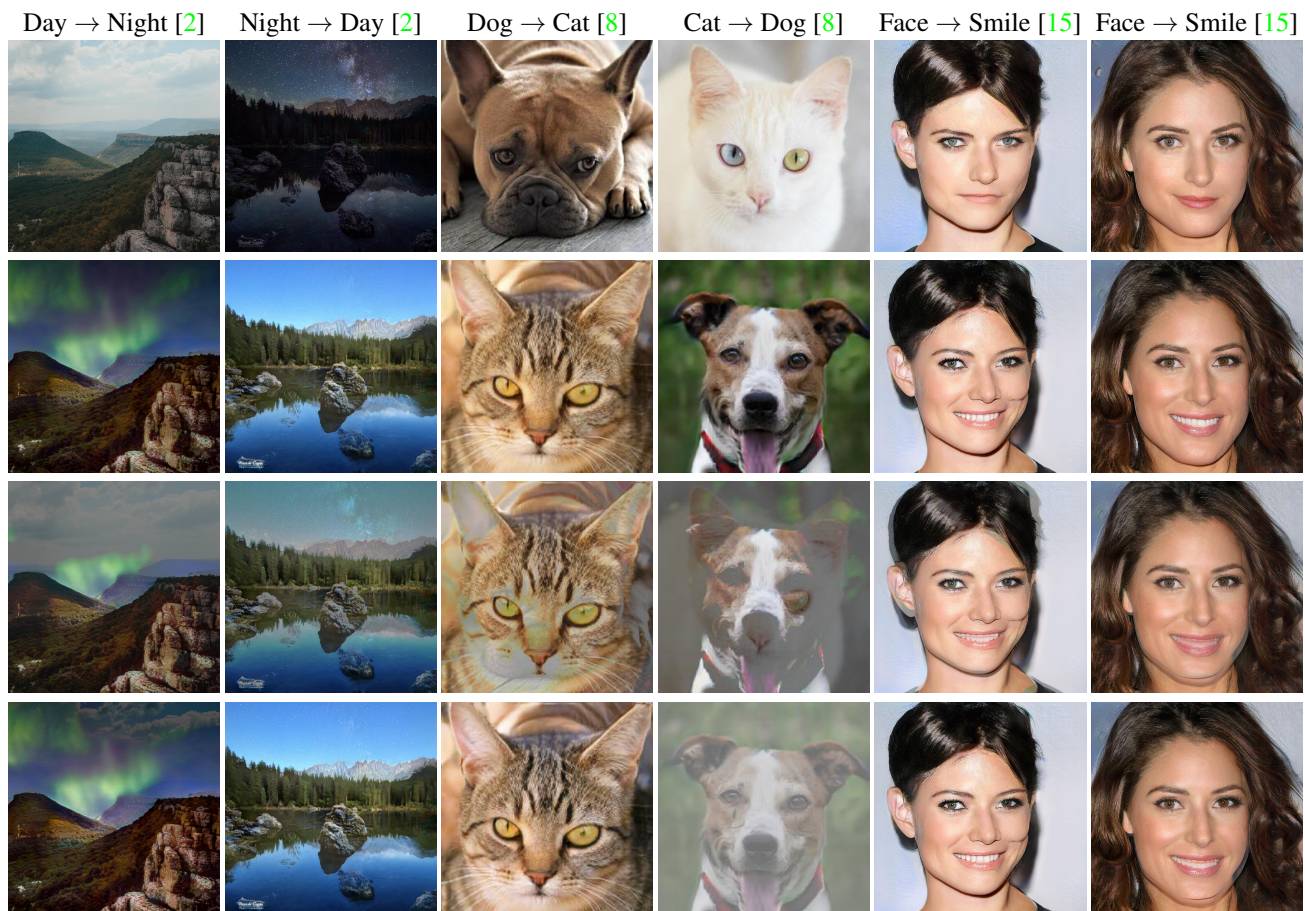 Day → Night [2] Night → Day [2] Dog → Cat [8] Cat → Dog [8] Face → Smile [15] Face → Smile [15]